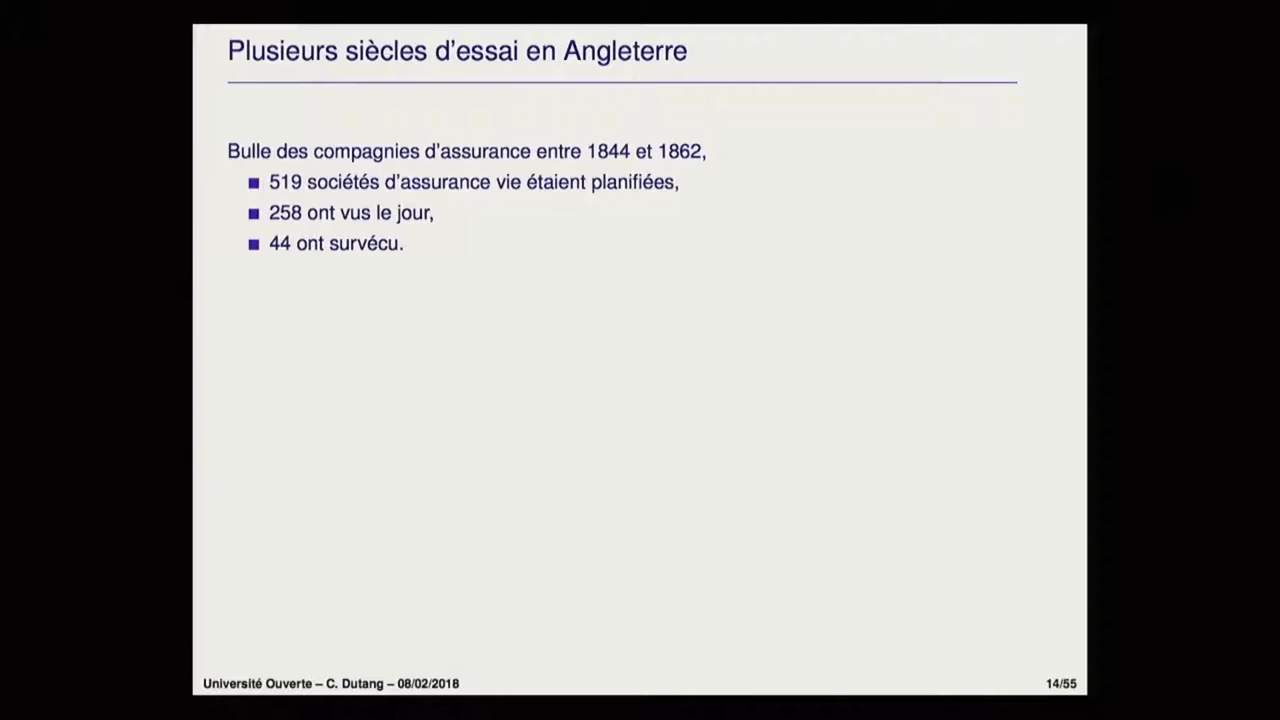 Plusieurs siècles d'essai en Angleterre
Bulle des compagnies d'assurance entre 1844 et 1862,
519 sociétés d'assurance vie étaient planifiées,
258 ont vus le jour,
44 ont survécu.
Université Ouverte – C. Dutang – 08/02/2018
14/55